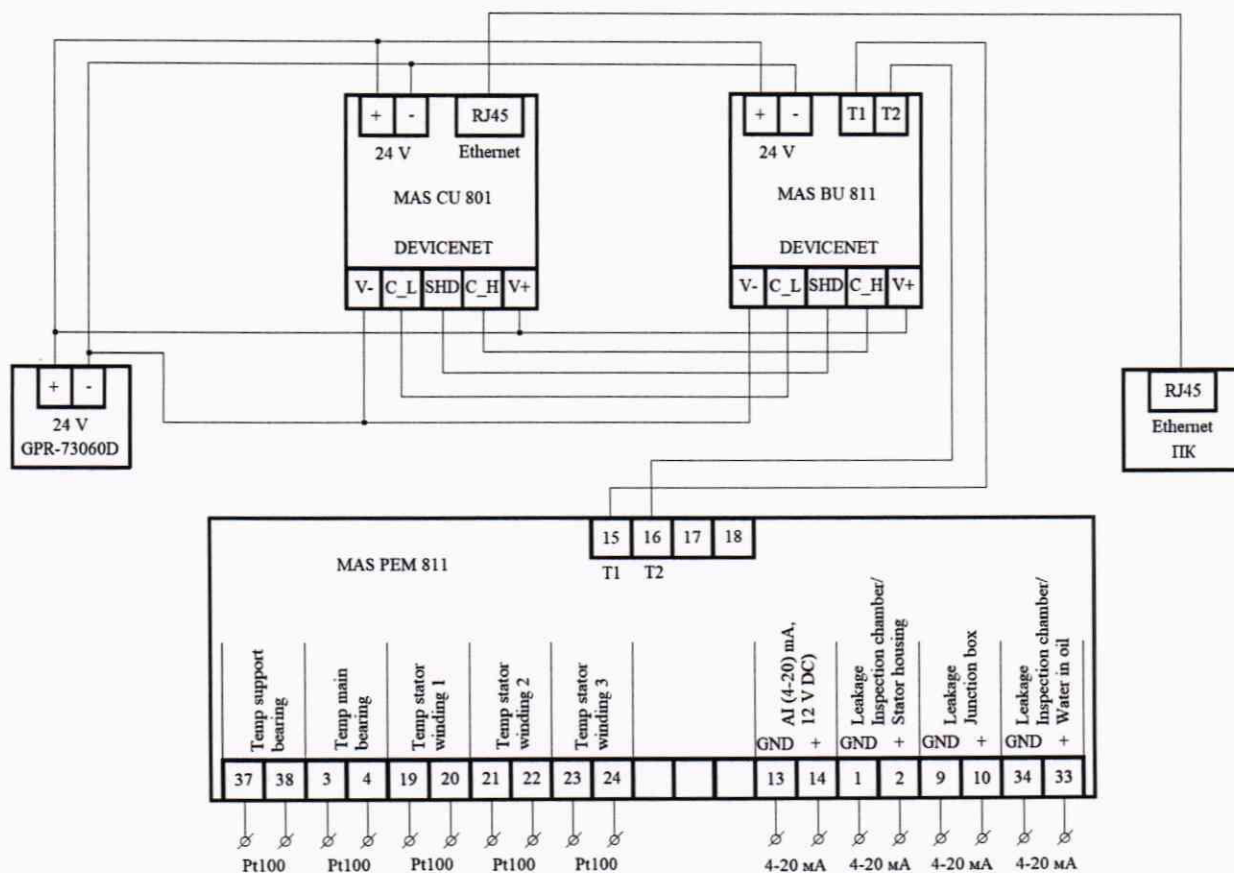 + - RJ45
24 V Ethernet
MAS CU 801
DEVICENET
V- C_L SHD C_H V+
+ - T1 T2
24 V
MAS BU 811
DEVICENET
V- C_L SHD C_H V+
+ -
24 V
GPR-73060D
RJ45
Ethernet
ПК
15 16 17 18
T1 T2
MAS PEM 811
Temp support
bearing
Temp main
bearing
Temp stator
winding 1
Temp stator
winding 2
Temp stator
winding 3
AI (4-20) mA,
12 V DC)
Leakage
Inspection chamber/
Stator housing
Leakage
Junction box
Leakage
Inspection chamber/
Water in oil
GND + GND + GND + GND +
37 38 3 4 19 20 21 22 23 24 13 14 1 2 9 10 34 33
Pt100 Pt100 Pt100 Pt100 Pt100 4-20 мА 4-20 мА 4-20 мА 4-20 мА